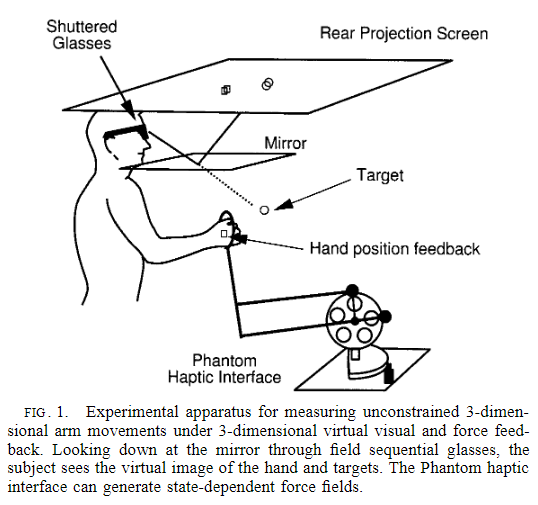 Shuttered
Glasses
Rear Projection Screen
Mirror
Target
Hand position feedback
Phantom
Haptic Interface
FIG. 1. Experimental apparatus for measuring unconstrained 3-dimen-
sional arm movements under 3-dimensional virtual visual and force feed-
back. Looking down at the mirror through field sequential glasses, the
subject sees the virtual image of the hand and targets. The Phantom haptic
interface can generate state-dependent force fields.